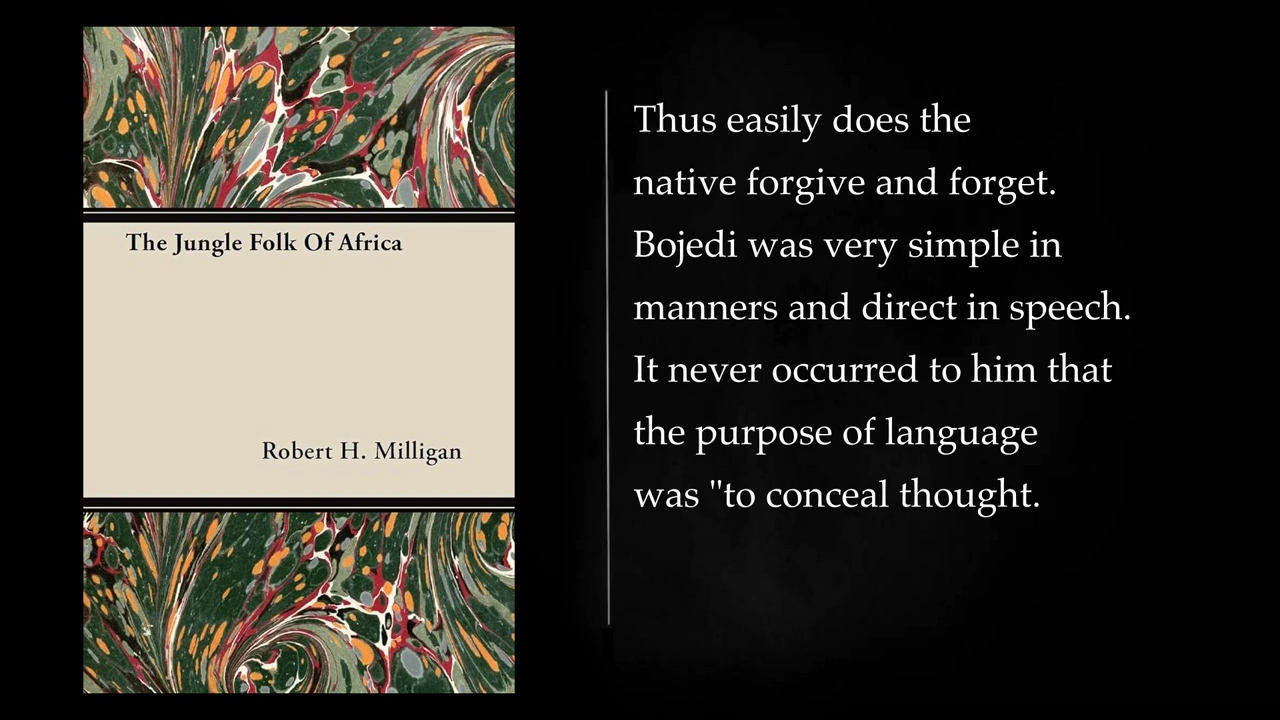 The Jungle Folk Of Africa
Robert H. Milligan
Thus easily does the
native forgive and forget.
Bojedi was very simple in
manners and direct in speech.
It never occurred to him that
the purpose of language
was "to conceal thought.